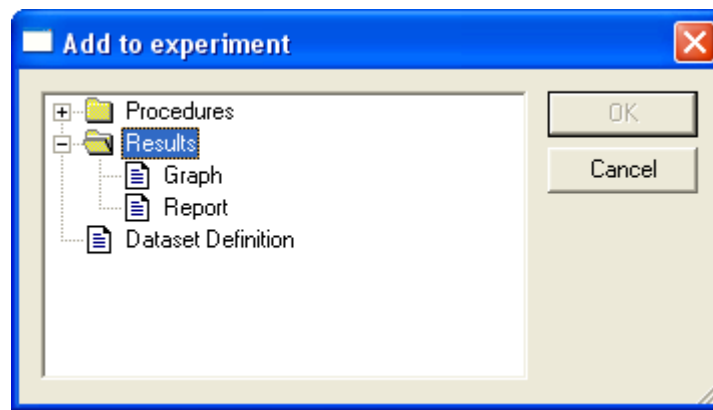 Add to experiment
Procedures
Results
Graph
Report
Dataset Definition
OK
Cancel